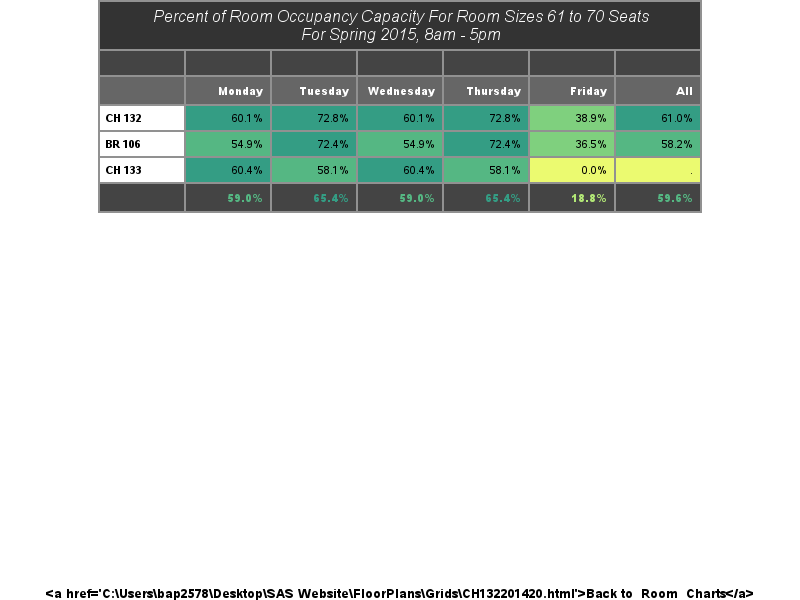 Percent of Room Occupancy Capacity For Room Sizes 61 to 70 Seats
For Spring 2015, 8am - 5pm
Monday Tuesday Wednesday Thursday Friday All
CH 132 60.1% 72.8% 60.1% 72.8% 38.9% 61.0%
BR 106 54.9% 72.4% 54.9% 72.4% 36.5% 58.2%
CH 133 60.4% 58.1% 60.4% 58.1% 0.0% .
59.0% 65.4% 59.0% 65.4% 18.8% 59.6%
<a href='C:\Users\bap2578\Desktop\SAS Website\FloorPlans\Grids\CH132201420.html'>Back to Room Charts</a>